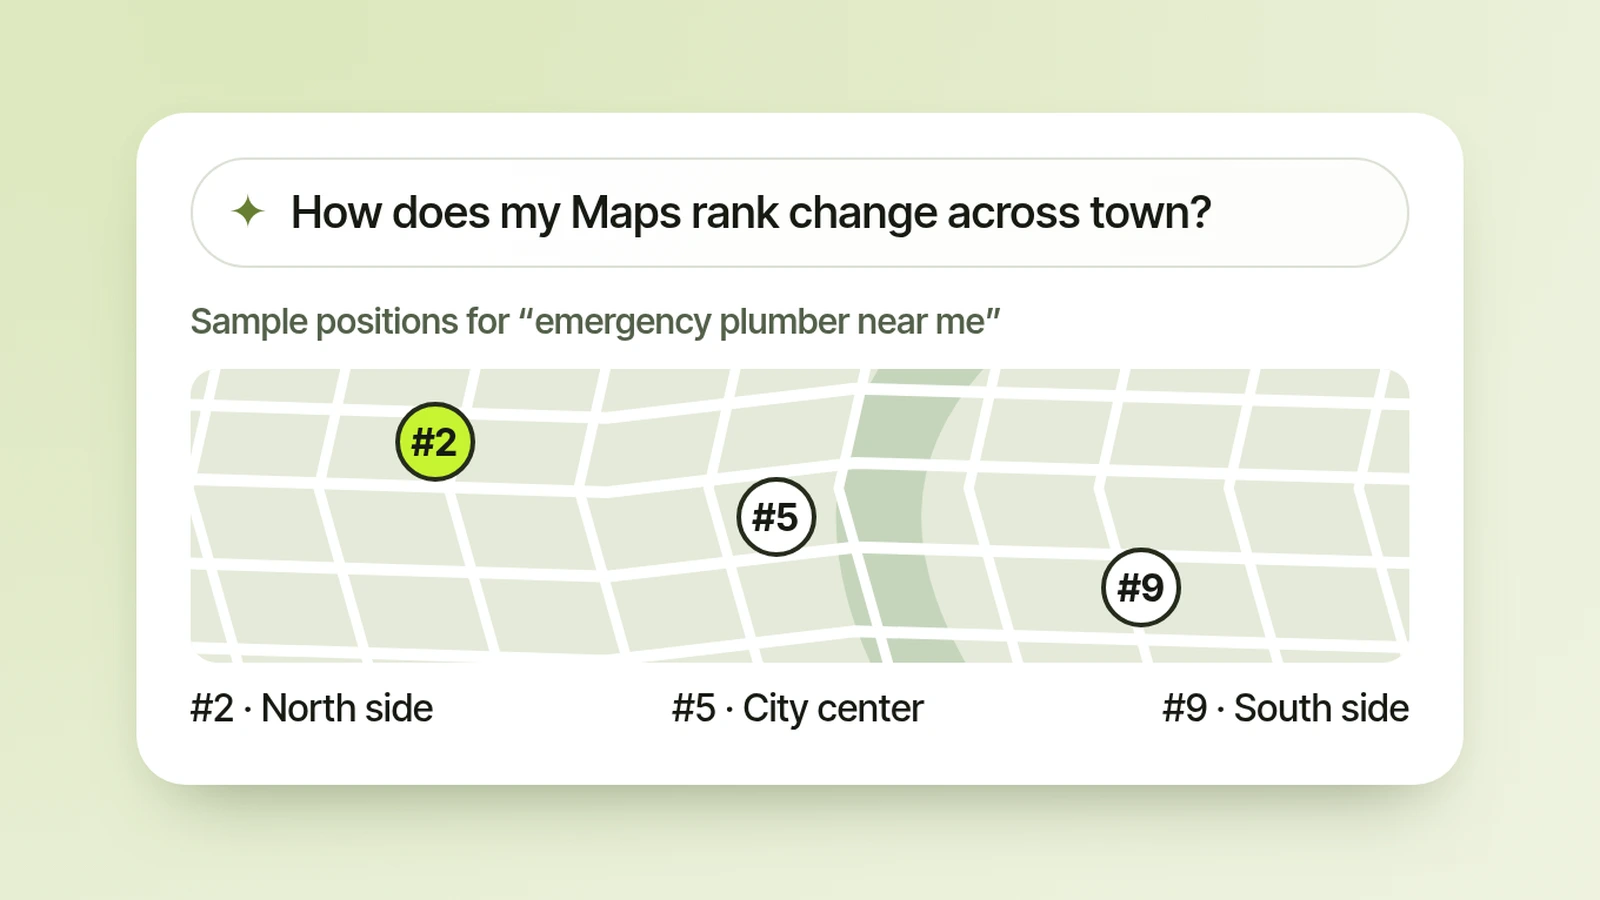 How does my Maps rank change across town?
Sample positions for “emergency plumber near me”
#2
#5
#9
#2 · North side
#5 · City center
#9 · South side